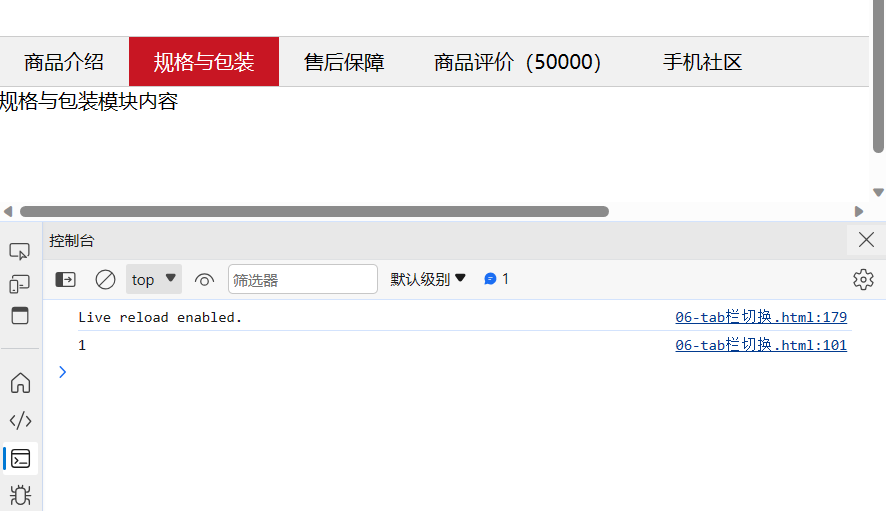 商品介绍 规格与包装 售后保障 商品评价（50000） 手机社区
规格与包装模块内容
控制台
top 筛选器 默认级别 1
Live reload enabled. 06-tab栏切换.html:179
1 06-tab栏切换.html:101